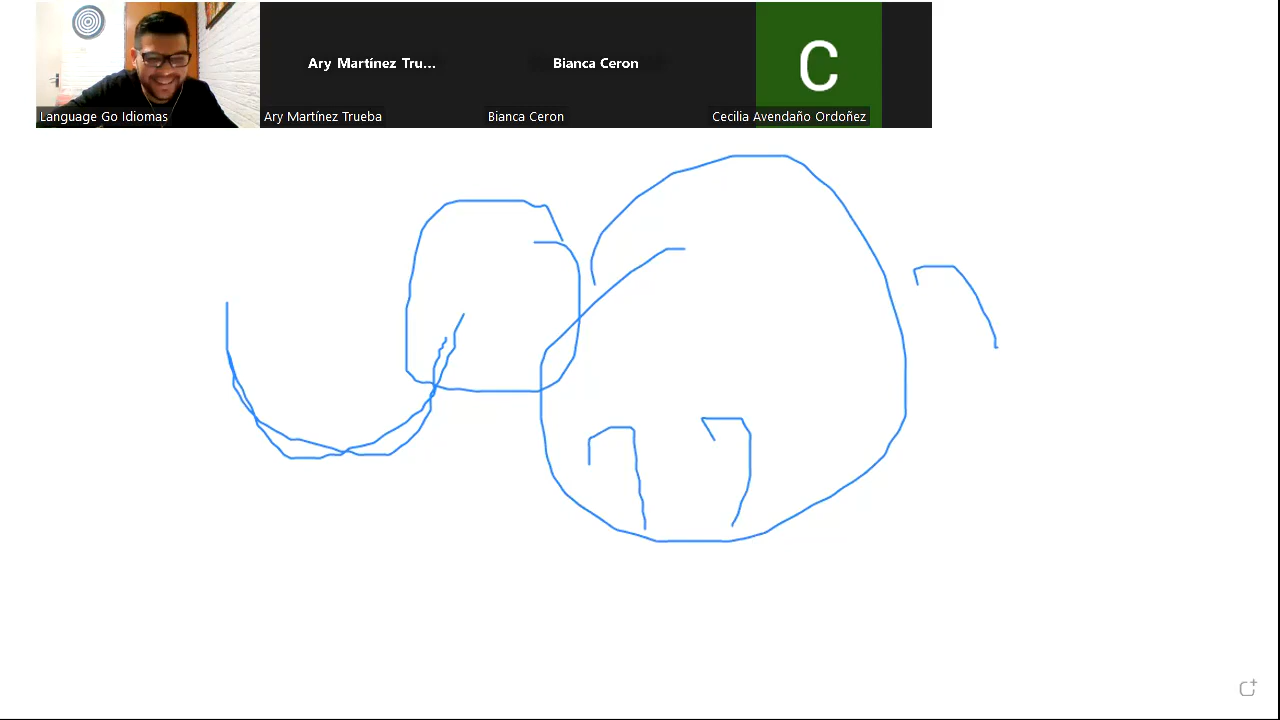 Ary Martínez Tru...
Bianca Ceron
C
Language Go Idiomas
Ary Martínez Trueba
Bianca Ceron
Cecilia Avendaño Ordoñez